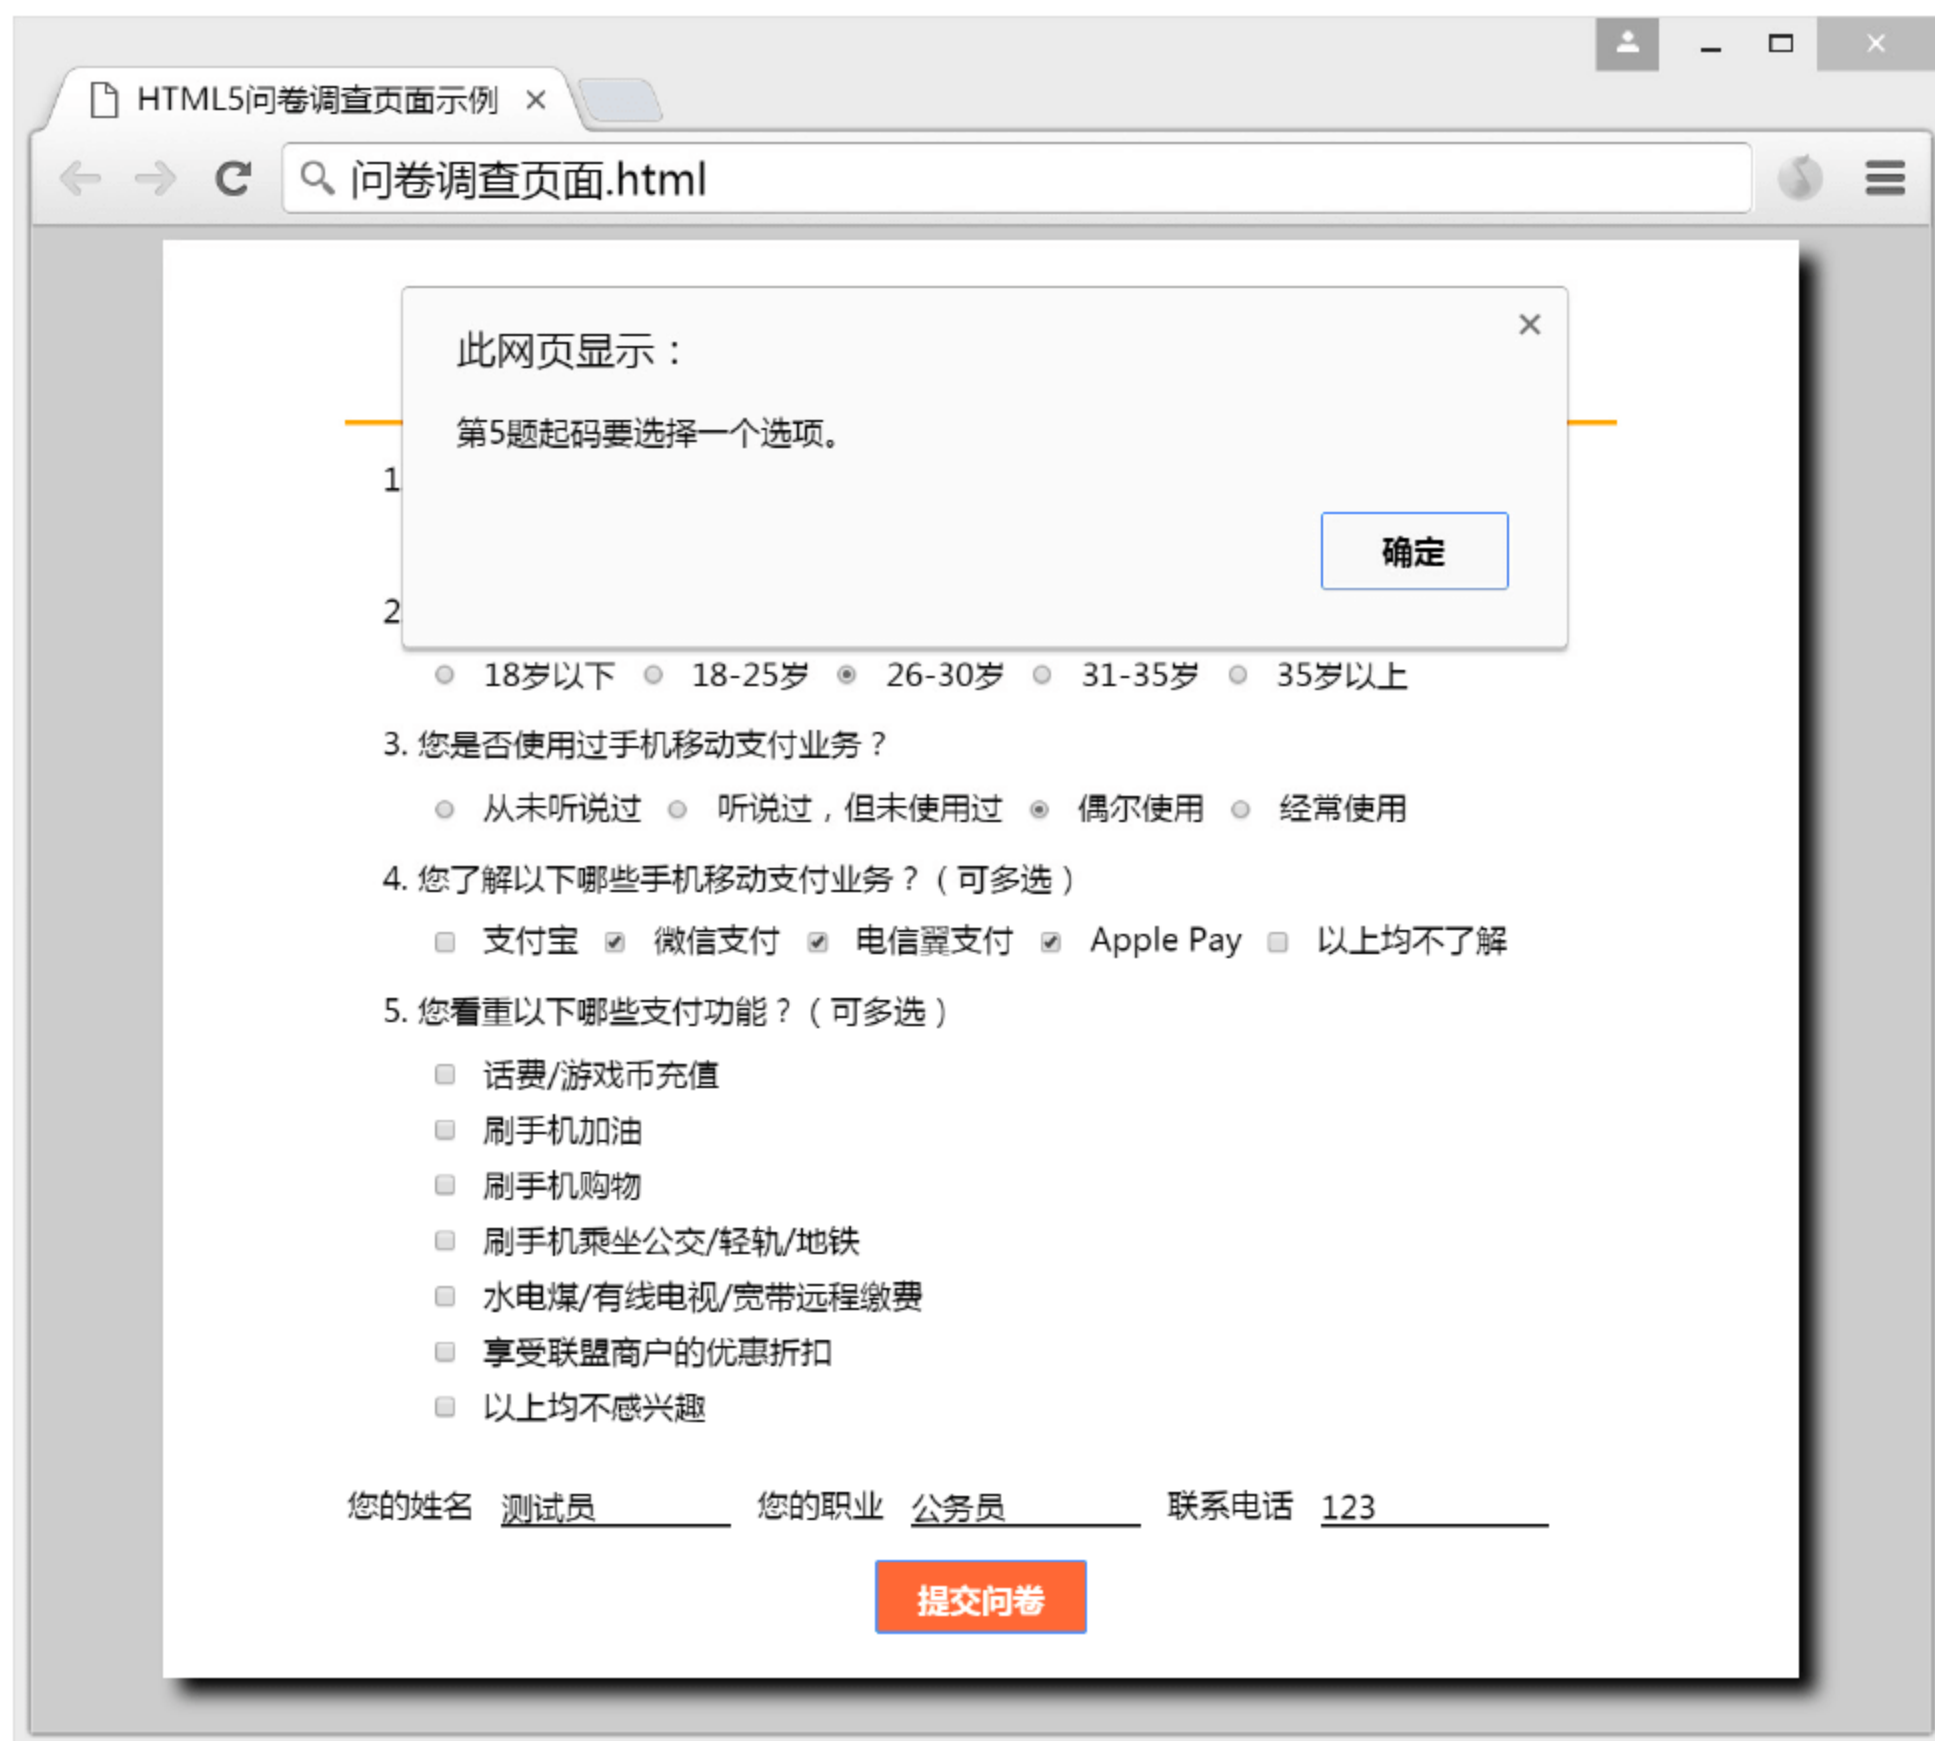 HTML5问卷调查页面示例
问卷调查页面.html
此网页显示：
第5题起码要选择一个选项。
确定
1
2
18岁以下 18-25岁 26-30岁 31-35岁 35岁以上
3. 您是否使用过手机移动支付业务？
从未听说过 听说过，但未使用过 偶尔使用 经常使用
4. 您了解以下哪些手机移动支付业务？（可多选）
支付宝 微信支付 电信翼支付 Apple Pay 以上均不了解
5. 您看重以下哪些支付功能？（可多选）
话费/游戏币充值
刷手机加油
刷手机购物
刷手机乘坐公交/轻轨/地铁
水电煤/有线电视/宽带远程缴费
享受联盟商户的优惠折扣
以上均不感兴趣
您的姓名 测试员 您的职业 公务员 联系电话 123
提交问卷